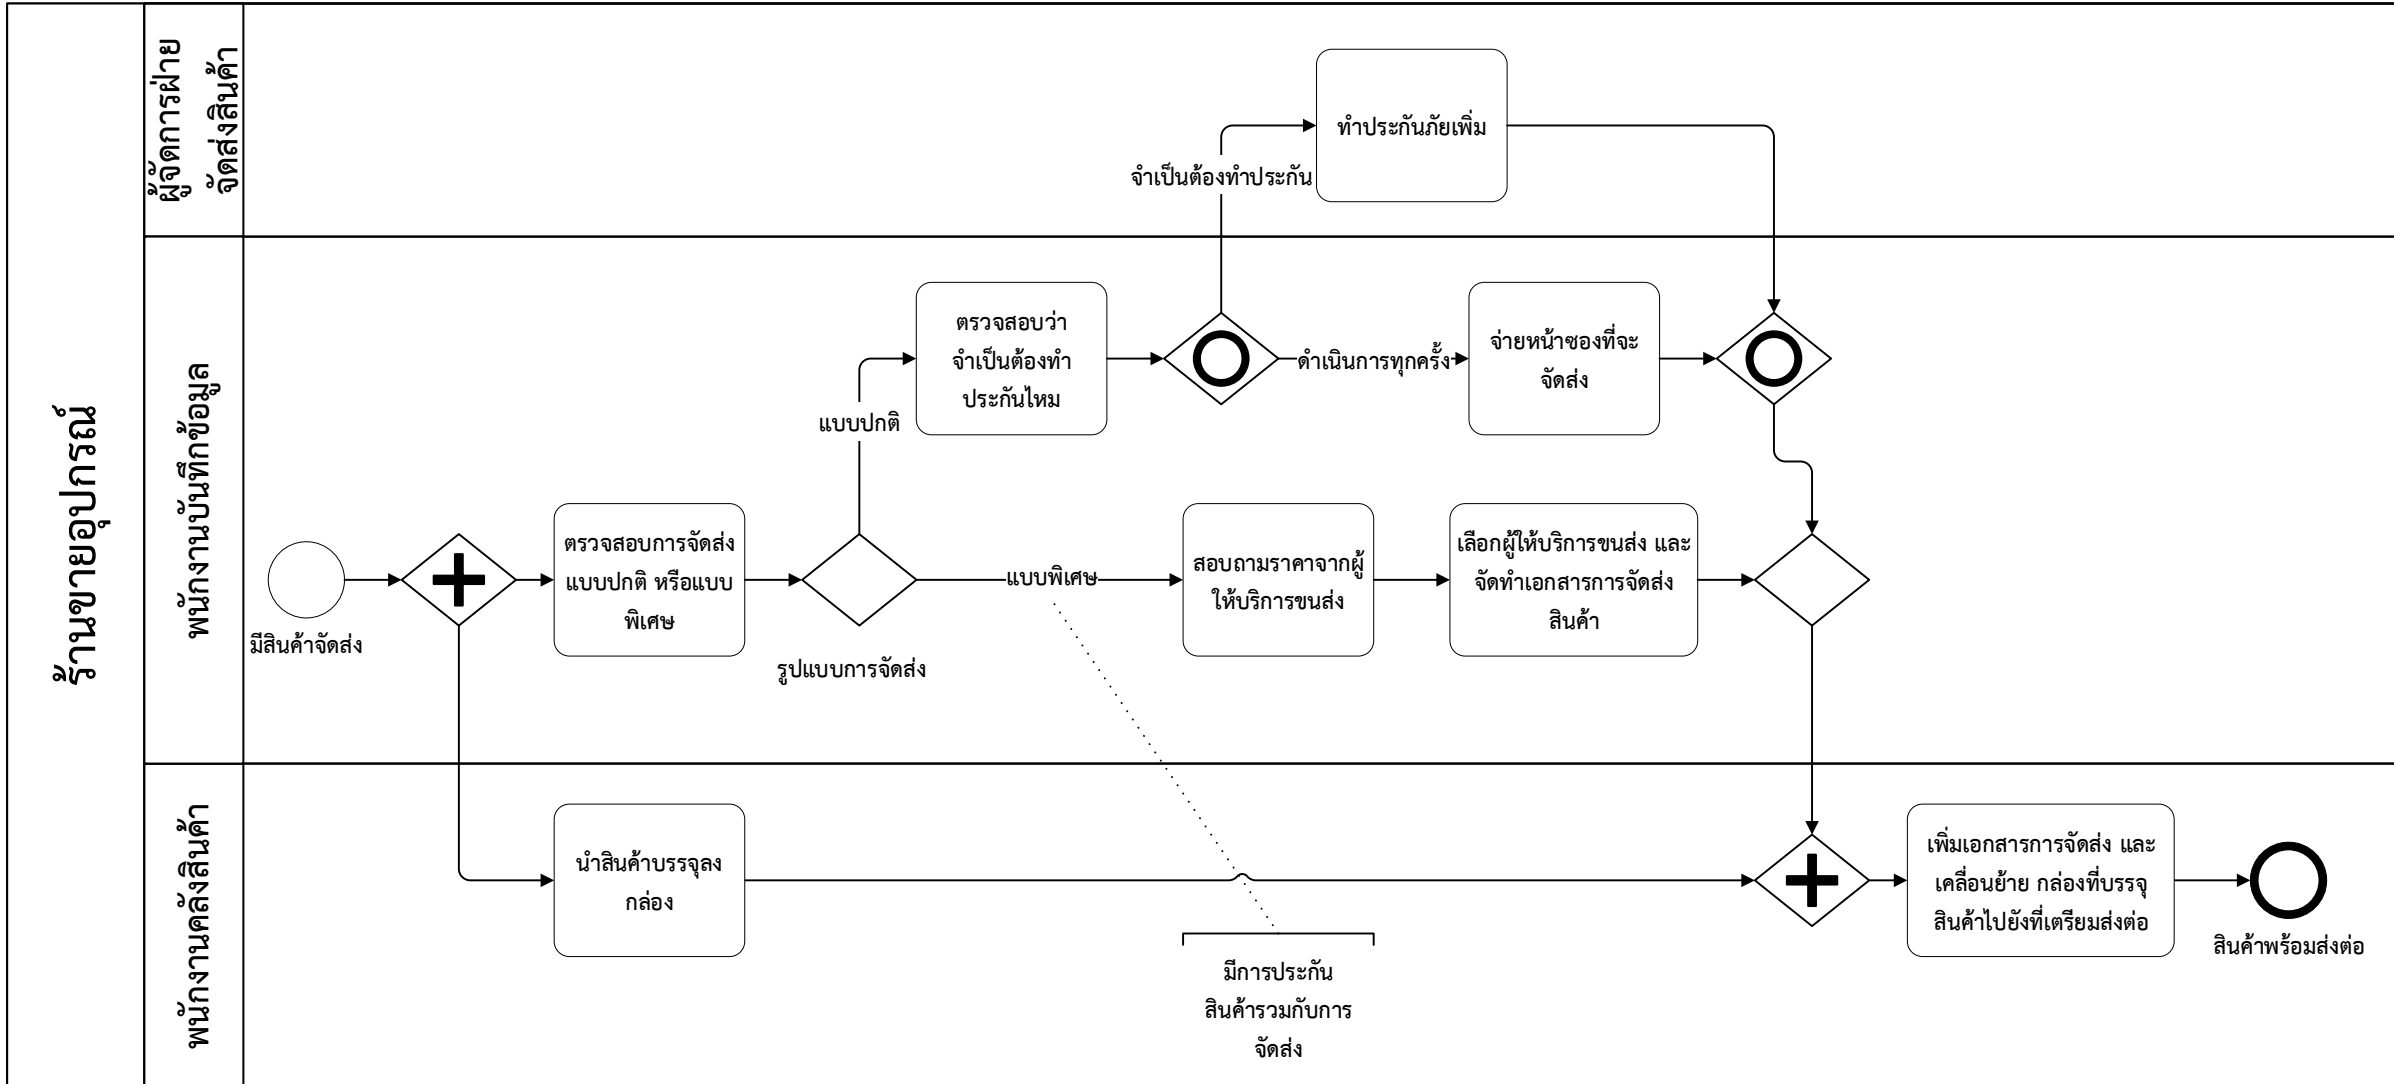 ร้านขายอุปกรณ์
ผู้จัดการฝ่าย
จัดส่งสินค้า
ทำประกันภัยเพิ่ม
จำเป็นต้องทำประกัน
พนักงานบันทึกข้อมูล
ตรวจสอบว่า
จำเป็นต้องทำ
ประกันไหม
ดำเนินการทุกครั้ง
จ่ายหน้าซองที่จะ
จัดส่ง
แบบปกติ
มีสินค้าจัดส่ง
ตรวจสอบการจัดส่ง
แบบปกติ หรือแบบ
พิเศษ
รูปแบบการจัดส่ง
แบบพิเศษ
สอบถามราคาจากผู้
ให้บริการขนส่ง
เลือกผู้ให้บริการขนส่ง และ
จัดทำเอกสารการจัดส่ง
สินค้า
พนักงานคลังสินค้า
นำสินค้าบรรจุลง
กล่อง
มีการประกัน
สินค้ารวมกับการ
จัดส่ง
เพิ่มเอกสารการจัดส่ง และ
เคลื่อนย้าย กล่องที่บรรจุ
สินค้าไปยังที่เตรียมส่งต่อ
สินค้าพร้อมส่งต่อ